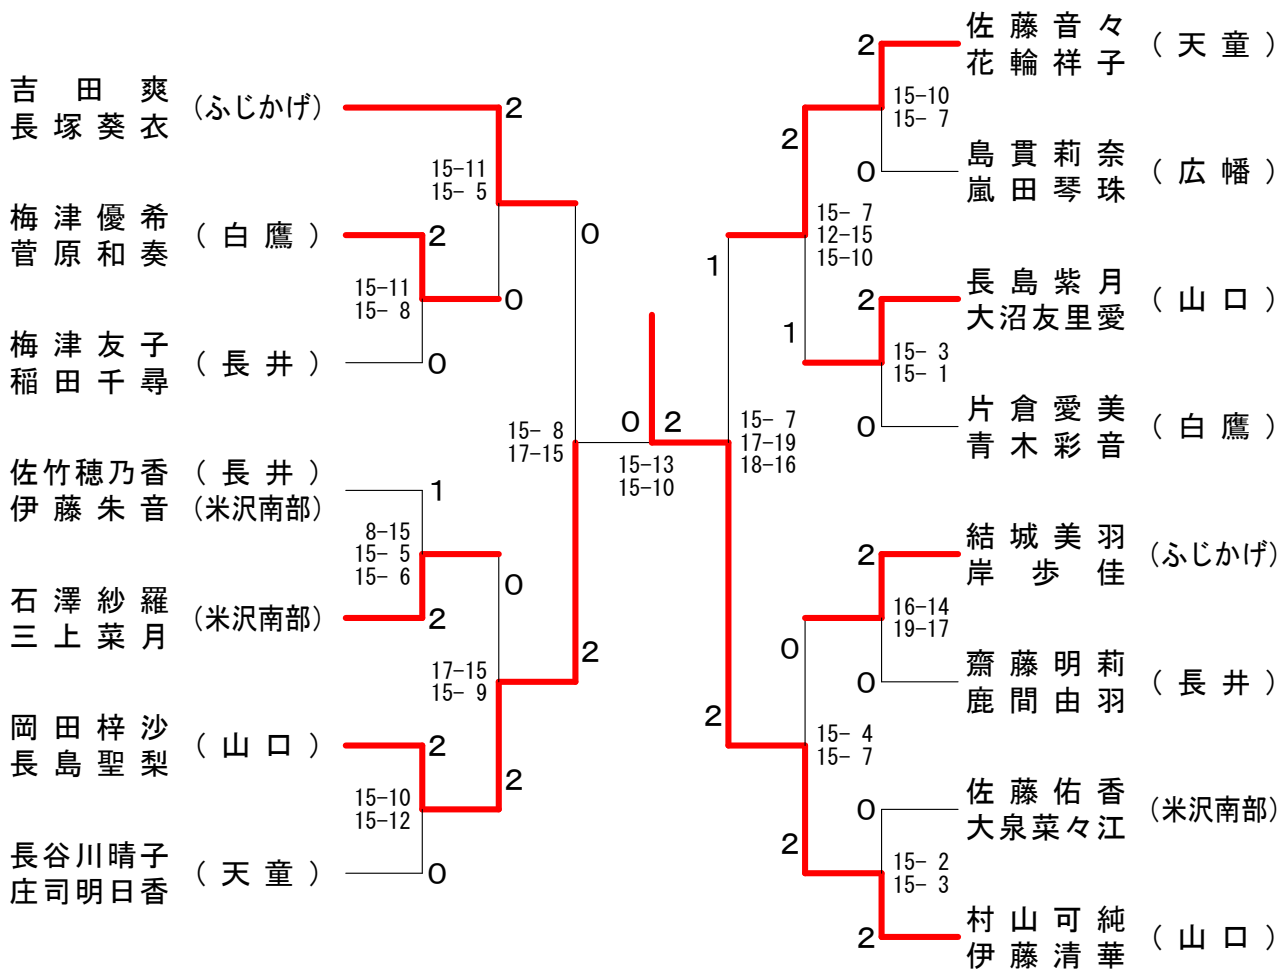 吉田爽
長塚葵衣
(ふじかげ)
2
15-11
15- 5
0
梅津優希
菅原和奏
(白鷹)
2
15-11
15- 8
0
梅津友子
稲田千尋
(長井)
0
15- 8
17-15
佐竹穂乃香
伊藤朱音
(長井)
(米沢南部)
1
8-15
15- 5
15- 6
0
石澤紗羅
三上菜月
(米沢南部)
2
17-15
15- 9
2
岡田梓沙
長島聖梨
(山口)
2
15-10
15-12
2
長谷川晴子
庄司明日香
(天童)
0
0
2
15-13
15-10
2
佐藤音々
花輪祥子
(天童)
15-10
15- 7
2
0
島貫莉奈
嵐田琴珠
(広幡)
15- 7
12-15
15-10
1
2
長島紫月
大沼友里愛
(山口)
1
15- 3
15- 1
0
片倉愛美
青木彩音
(白鷹)
15- 7
17-19
18-16
2
結城美羽
岸歩佳
(ふじかげ)
16-14
19-17
0
0
齋藤明莉
鹿間由羽
(長井)
2
15- 4
15- 7
0
佐藤佑香
大泉菜々江
(米沢南部)
2
15- 2
15- 3
2
村山可純
伊藤清華
(山口)